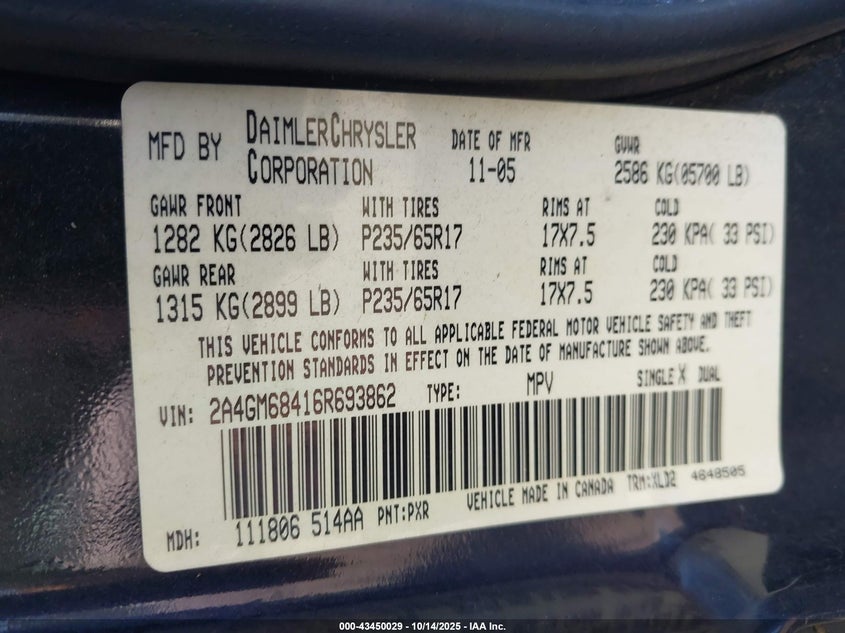 MFD BY DAIMLERCHRYSLER CORPORATION DATE OF MFR 11-05 GVWR 2586 KG(05700 LB)
GAWR FRONT WITH TIRES RIMS AT COLD
1282 KG(2826 LB) P235/65R17 17X7.5 230 KPA( 33 PSI)
GAWR REAR WITH TIRES RIMS AT COLD
1315 KG(2899 LB) P235/65R17 17X7.5 230 KPA( 33 PSI)
THIS VEHICLE CONFORMS TO ALL APPLICABLE FEDERAL MOTOR VEHICLE SAFETY AND THEFT
PREVENTION STANDARDS IN EFFECT ON THE DATE OF MANUFACTURE SHOWN ABOVE.
VIN: 2A4GM68416R693862 TYPE: MPV SINGLE X DUAL
MDH: 111806 514AA PNT:PXR VEHICLE MADE IN CANADA TRM:XLD2 4648505
000-43450029 - 10/14/2025 - IAA Inc.